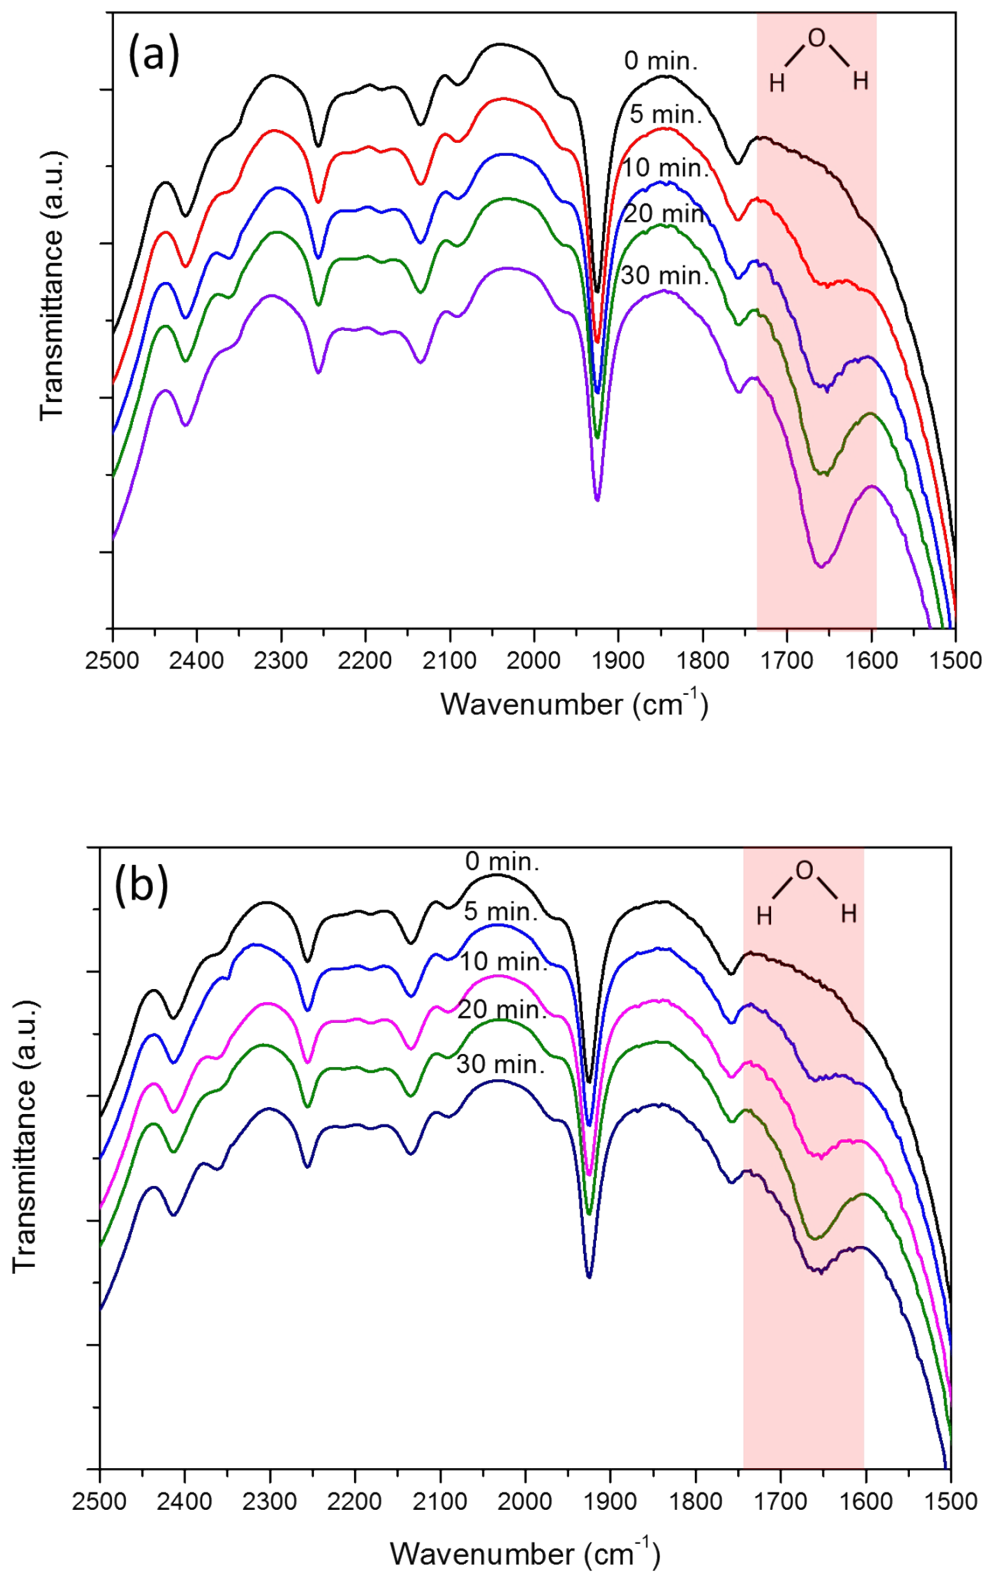 (a)
O
H H
0 min.
5 min.
10 min.
20 min
30 min.
Transmittance (a.u.)
2500 2400 2300 2200 2100 2000 1900 1800 1700 1600 1500
Wavenumber (cm⁻¹)
(b)
O
H H
0 min.
5 min.
10 min.
20 min.
30 min.
Transmittance (a.u.)
2500 2400 2300 2200 2100 2000 1900 1800 1700 1600 1500
Wavenumber (cm⁻¹)